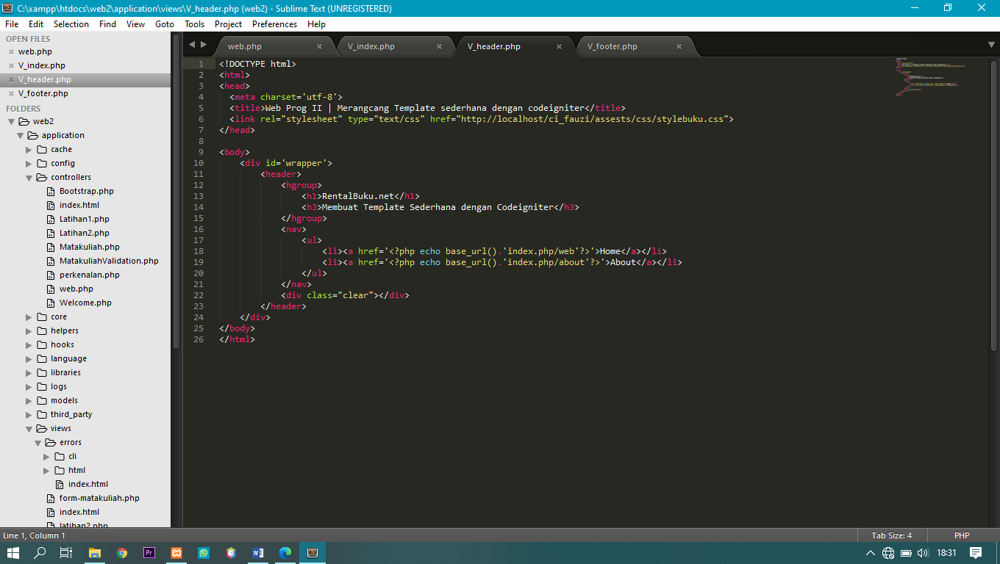 C:\xampp\htdocs\web2\application\views\V_header.php (web2) - Sublime Text (UNREGISTERED)
File Edit Selection Find View Goto Tools Project Preferences Help
OPEN FILES
web.php
V_index.php
V_header.php
V_footer.php
FOLDERS
web2
application
cache
config
controllers
Bootstrap.php
index.html
Latihan1.php
Latihan2.php
Matakuliah.php
MatakuliahValidation.php
perkenalan.php
web.php
Welcome.php
core
helpers
hooks
language
libraries
logs
models
third_party
views
errors
cli
html
index.html
form-matakuliah.php
index.html
latihan2.php
web.php V_index.php V_header.php V_footer.php
1 <!DOCTYPE html>
2 <html>
3 <head>
4 <meta charset='utf-8'>
5 <title>Web Prog II | Merangcang Template sederhana dengan codeigniter</title>
6 <link rel="stylesheet" type="text/css" href="http://localhost/ci_fauzi/assests/css/stylebuku.css">
7 </head>
8
9 <body>
10 <div id='wrapper'>
11 <header>
12 <hgroup>
13 <h1>RentalBuku.net</h1>
14 <h3>Membuat Template Sederhana dengan Codeigniter</h3>
15 </hgroup>
16 <nav>
17 <ul>
18 <li><a href='<?php echo base_url().'index.php/web'?>'>Home</a></li>
19 <li><a href='<?php echo base_url().'index.php/about'?>'>About</a></li>
20 </ul>
21 </nav>
22 <div class="clear"></div>
23 </header>
24 </div>
25 </body>
26 </html>
Line 1, Column 1 Tab Size: 4 PHP
Pr 18:31